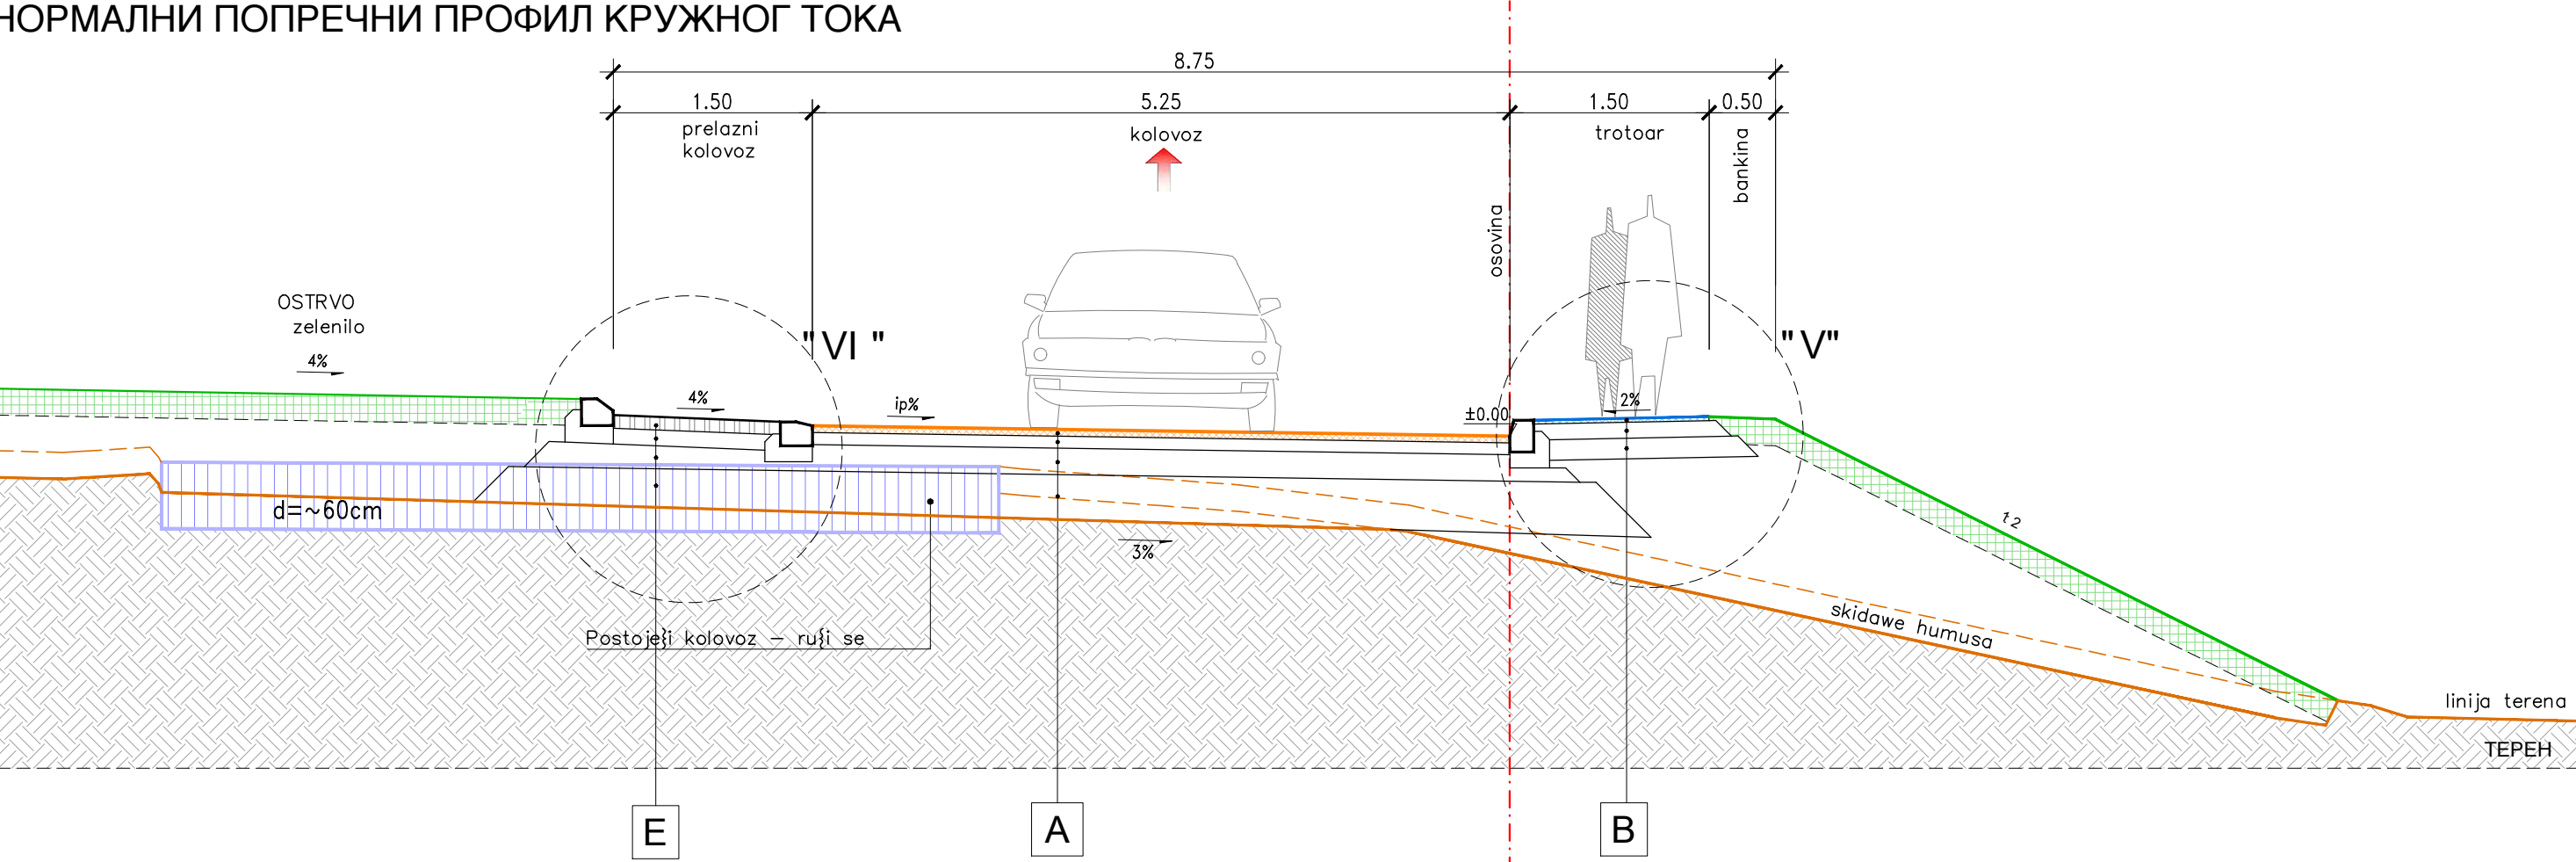 НОРМАЛНИ ПОПРЕЧНИ ПРОФИЛ КРУЖНОГ ТОКА
8.75
1.50
5.25
1.50
0.50
prelazni
kolovoz
kolovoz
trotoar
bankina
osovina
OSTRVO
zelenilo
4%
"VI "
"V"
4%
ip%
±0.00
2%
d=~60cm
3%
t2
Postoje}i kolovoz – ru{i se
skidawe humusa
linija terena
ТЕРЕН
E
A
B